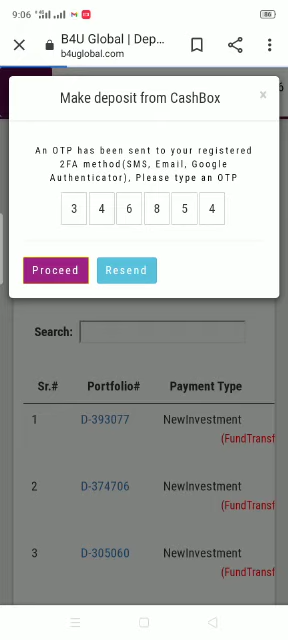 9:06
86
B4U Global | Dep...
b4uglobal.com
Make deposit from CashBox
×
An OTP has been sent to your registered
2FA method(SMS, Email, Google
Authenticator), Please type an OTP
3 4 6 8 5 4
Proceed Resend
Search:
Sr.# Portfolio# Payment Type
1 D-393077 NewInvestment
(FundTransf
2 D-374706 NewInvestment
(FundTransf
3 D-305060 NewInvestment
(FundTransf